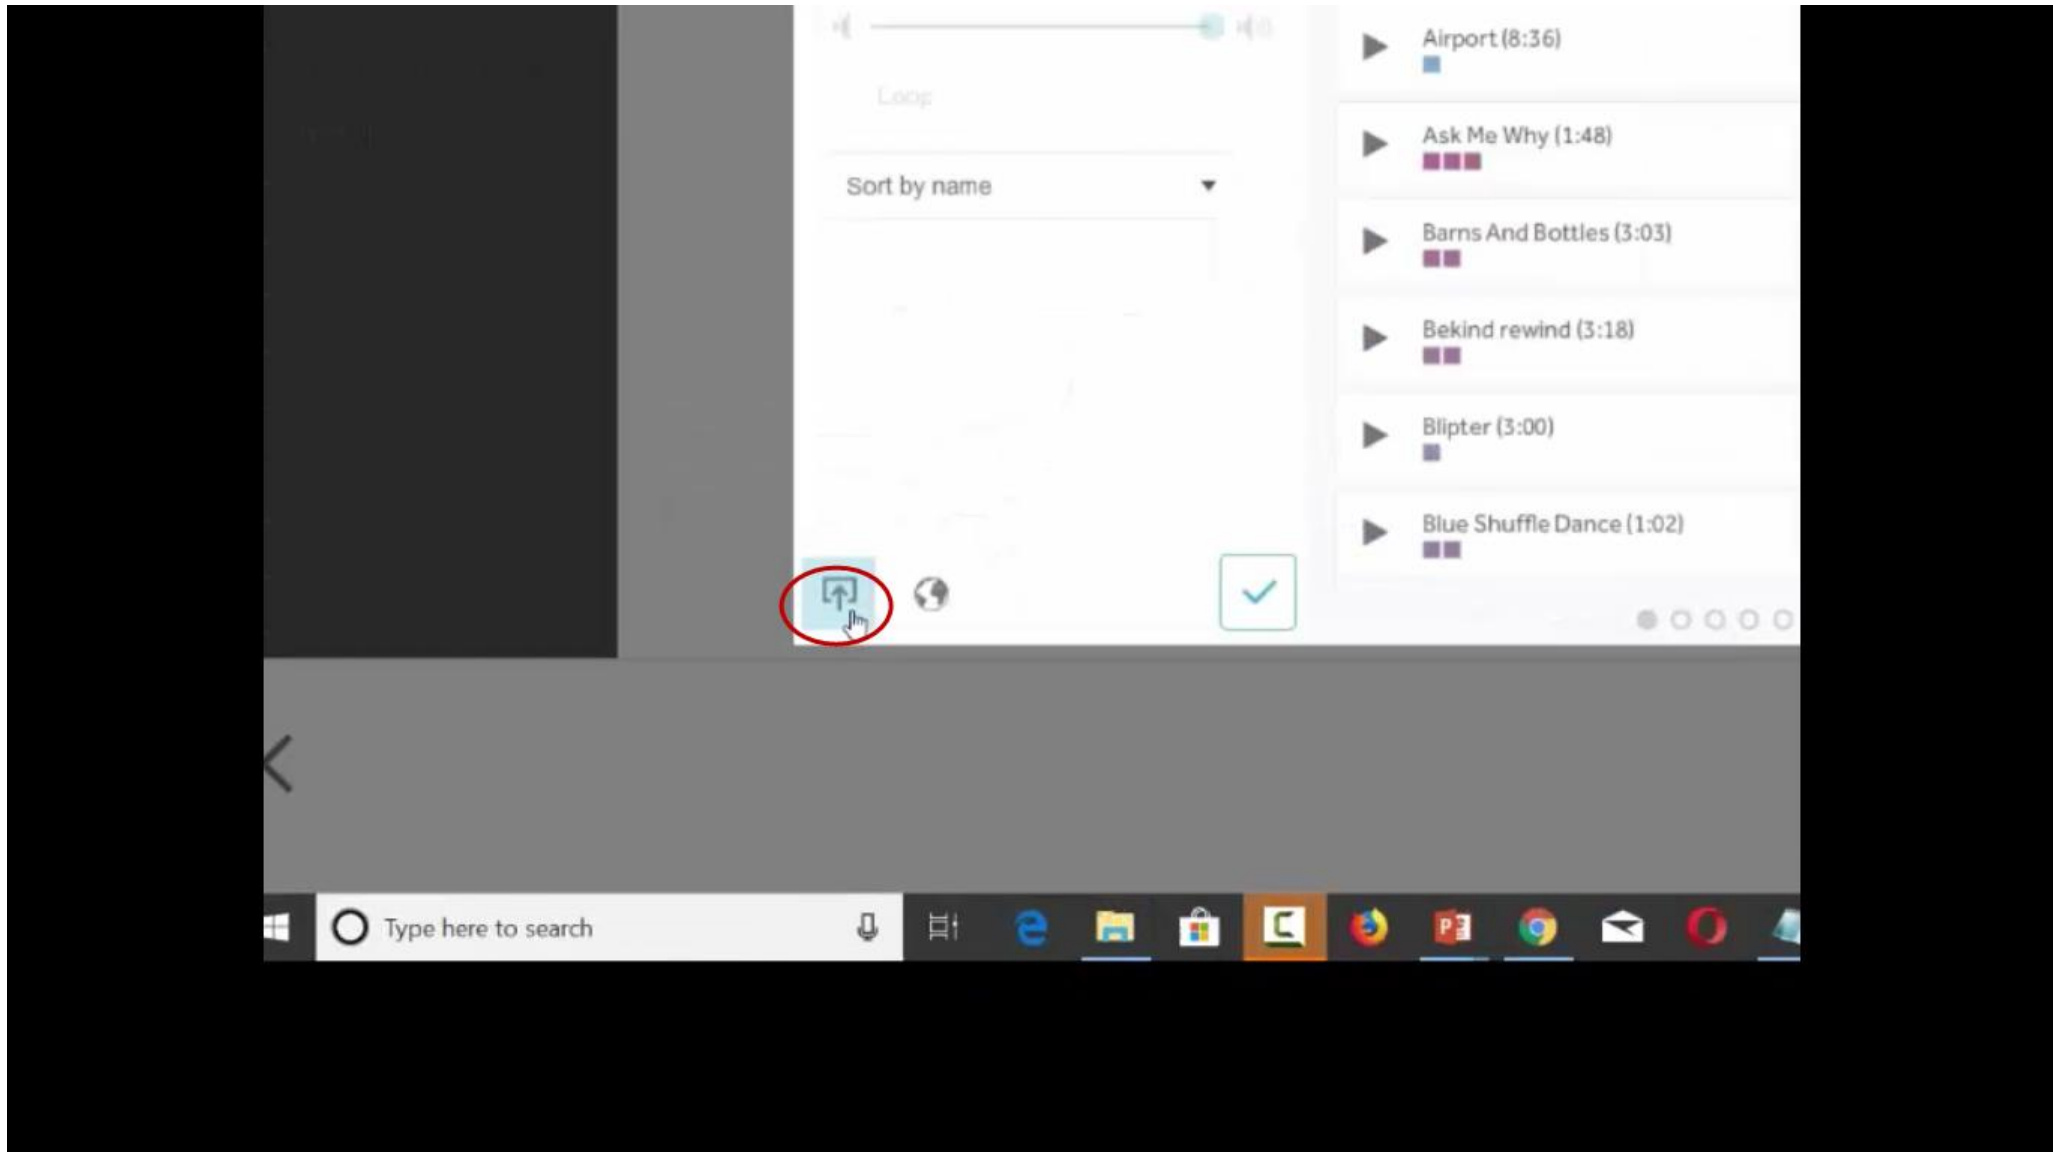 Loop
Sort by name
Airport (8:36)
Ask Me Why (1:48)
Barns And Bottles (3:03)
Bekind rewind (3:18)
Blipter (3:00)
Blue Shuffle Dance (1:02)
Type here to search